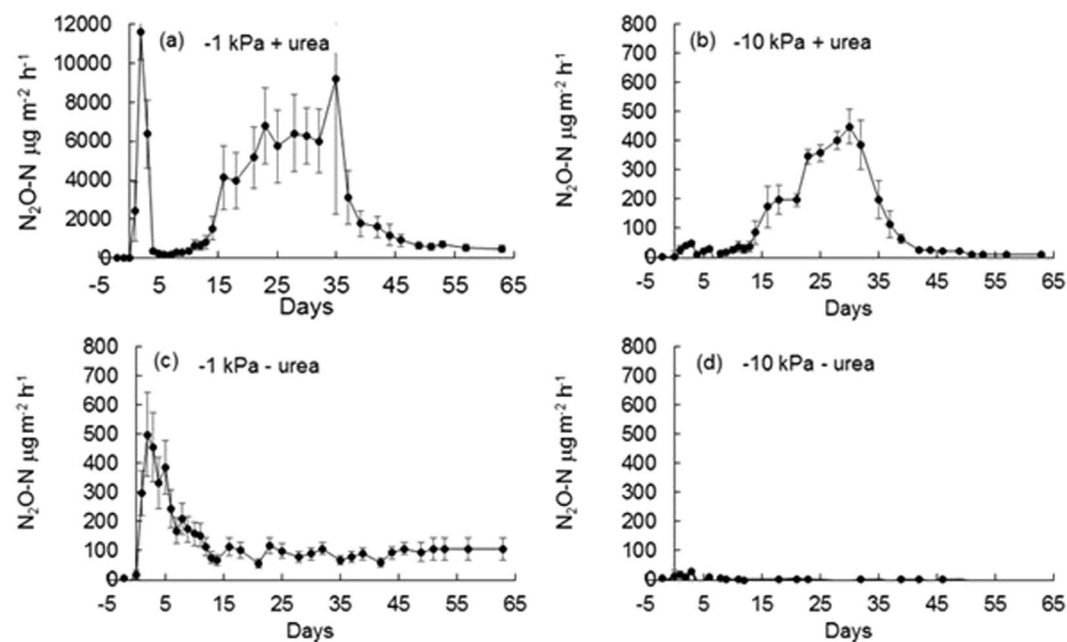 12000
10000
8000
6000
4000
2000
0
N₂O-N µg m⁻² h⁻¹
(a) -1 kPa + urea
-5 5 15 25 35 45 55 65
Days
800
700
600
500
400
300
200
100
0
N₂O-N µg m⁻² h⁻¹
(b) -10 kPa + urea
-5 5 15 25 35 45 55 65
Days
800
700
600
500
400
300
200
100
0
N₂O-N µgm⁻² h⁻¹
(c) -1 kPa - urea
-5 5 15 25 35 45 55 65
Days
800
700
600
500
400
300
200
100
0
N₂O-N µgm⁻² h⁻¹
(d) -10 kPa - urea
-5 5 15 25 35 45 55 65
Days